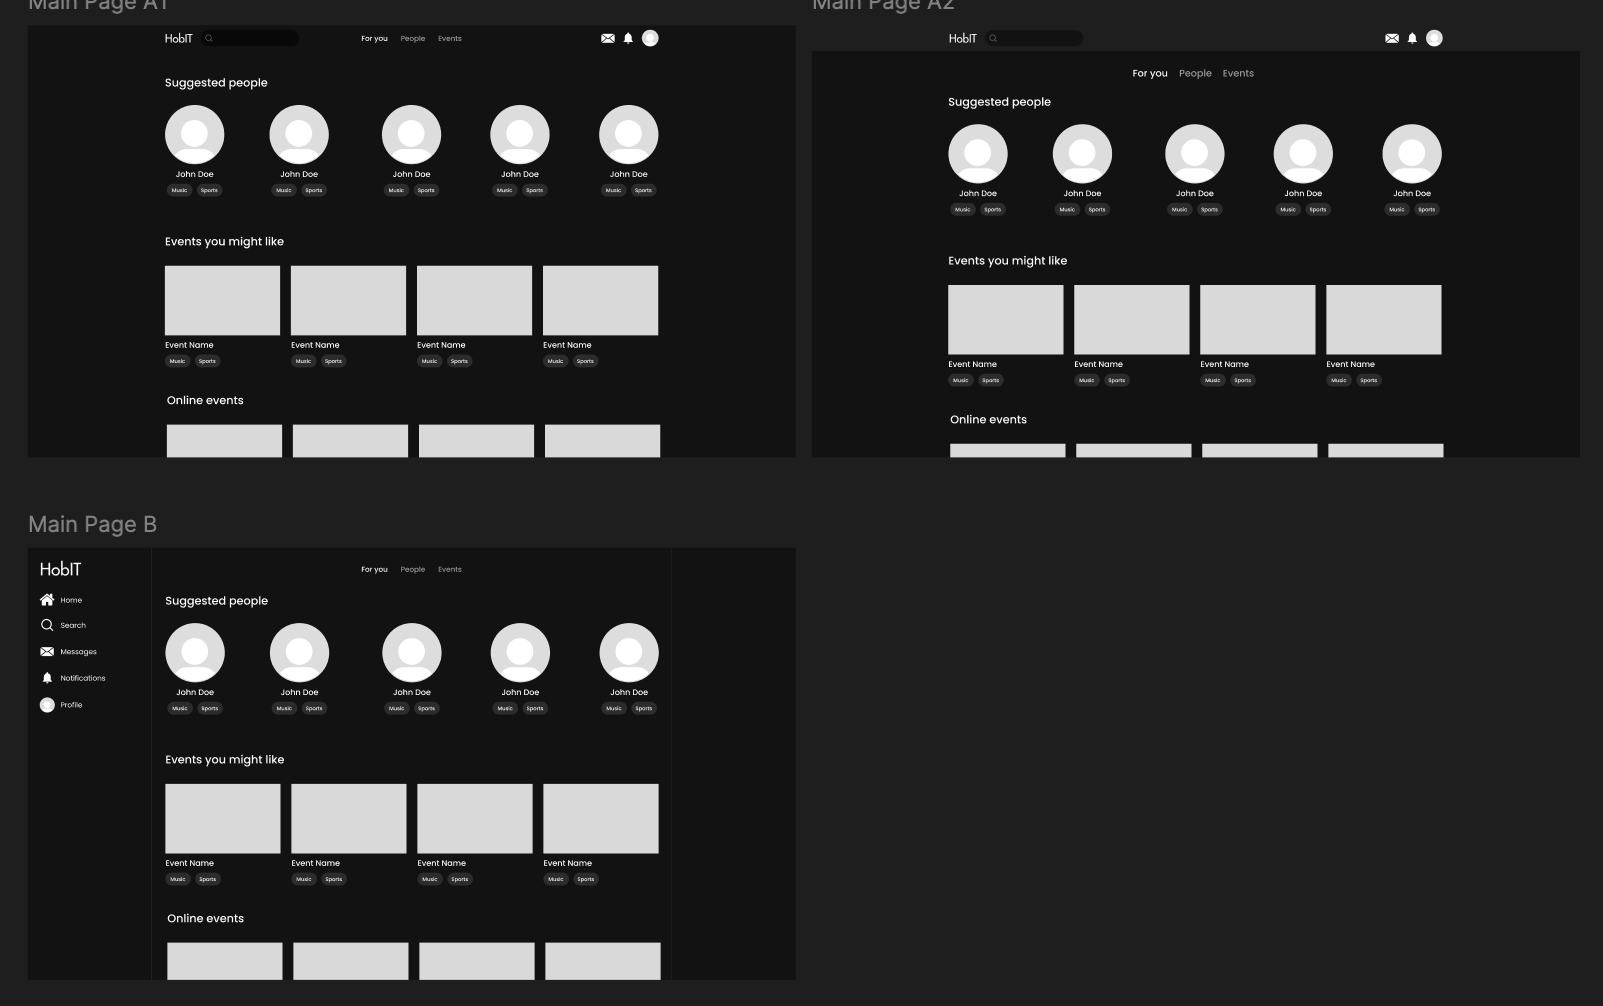 Main Page A1
HobIT
For you People Events
Suggested people
John Doe John Doe John Doe John Doe John Doe
Music Sports Music Sports Music Sports Music Sports Music Sports
Events you might like
Event Name Event Name Event Name Event Name
Music Sports Music Sports Music Sports Music Sports
Online events
Main Page A2
HobIT
For you People Events
Suggested people
John Doe John Doe John Doe John Doe John Doe
Music Sports Music Sports Music Sports Music Sports Music Sports
Events you might like
Event Name Event Name Event Name Event Name
Music Sports Music Sports Music Sports Music Sports
Online events
Main Page B
HobIT
Home
Search
Messages
Notifications
Profile
For you People Events
Suggested people
John Doe John Doe John Doe John Doe John Doe
Music Sports Music Sports Music Sports Music Sports Music Sports
Events you might like
Event Name Event Name Event Name Event Name
Music Sports Music Sports Music Sports Music Sports
Online events